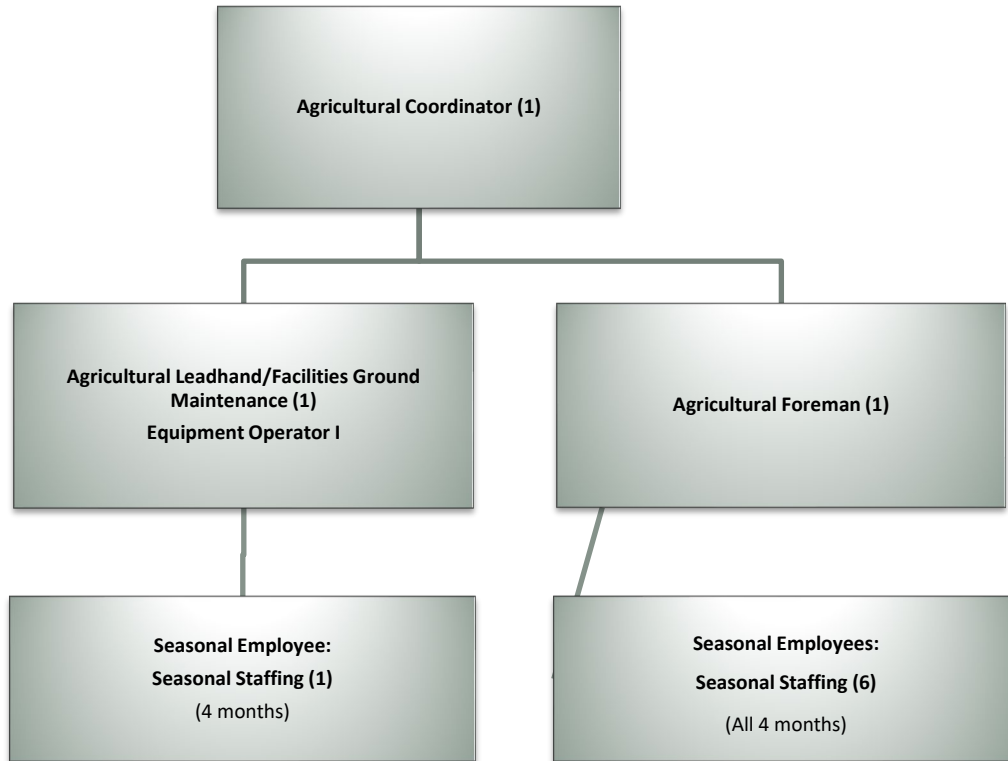 Agricultural Coordinator (1)
Agricultural Leadhand/Facilities Ground
Maintenance (1)
Equipment Operator I
Agricultural Foreman (1)
Seasonal Employee:
Seasonal Staffing (1)
(4 months)
Seasonal Employees:
Seasonal Staffing (6)
(All 4 months)